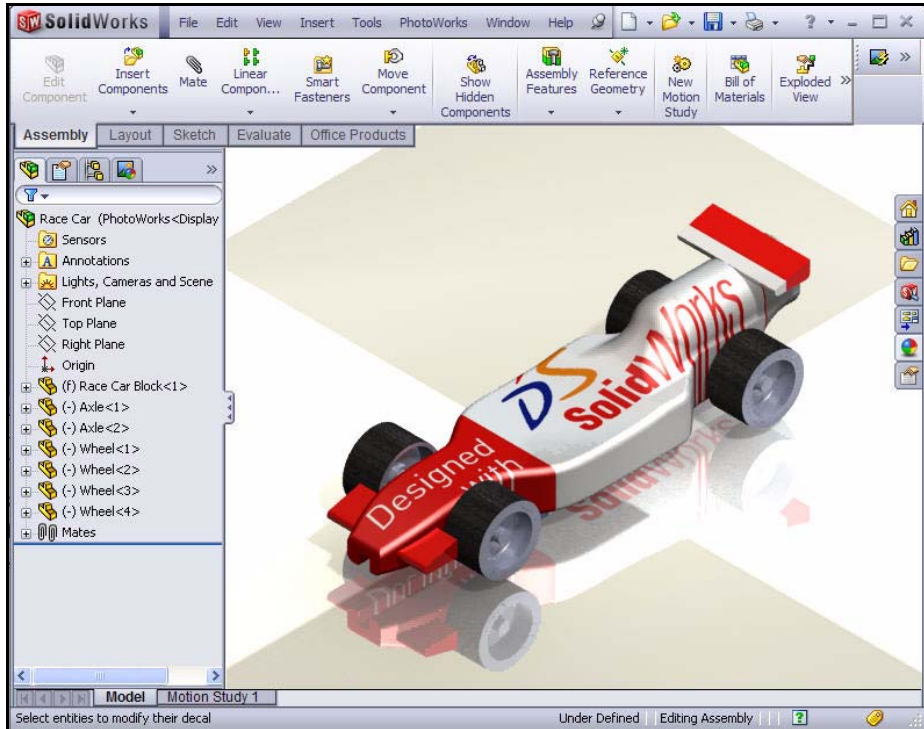 SolidWorks File Edit View Insert Tools PhotoWorks Window Help
Edit Component
Insert Components
Mate
Linear Compon...
Smart Fasteners
Move Component
Show Hidden Components
Assembly Features
Reference Geometry
New Motion Study
Bill of Materials
Exploded View
Assembly Layout Sketch Evaluate Office Products
Race Car (PhotoWorks<Display
Sensors
Annotations
Lights, Cameras and Scene
Front Plane
Top Plane
Right Plane
Origin
(f) Race Car Block<1>
(-) Axle<1>
(-) Axle<2>
(-) Wheel<1>
(-) Wheel<2>
(-) Wheel<3>
(-) Wheel<4>
Mates
DS SolidWorks
Designed
with
SolidWorks
Model Motion Study 1
Select entities to modify their decal Under Defined Editing Assembly